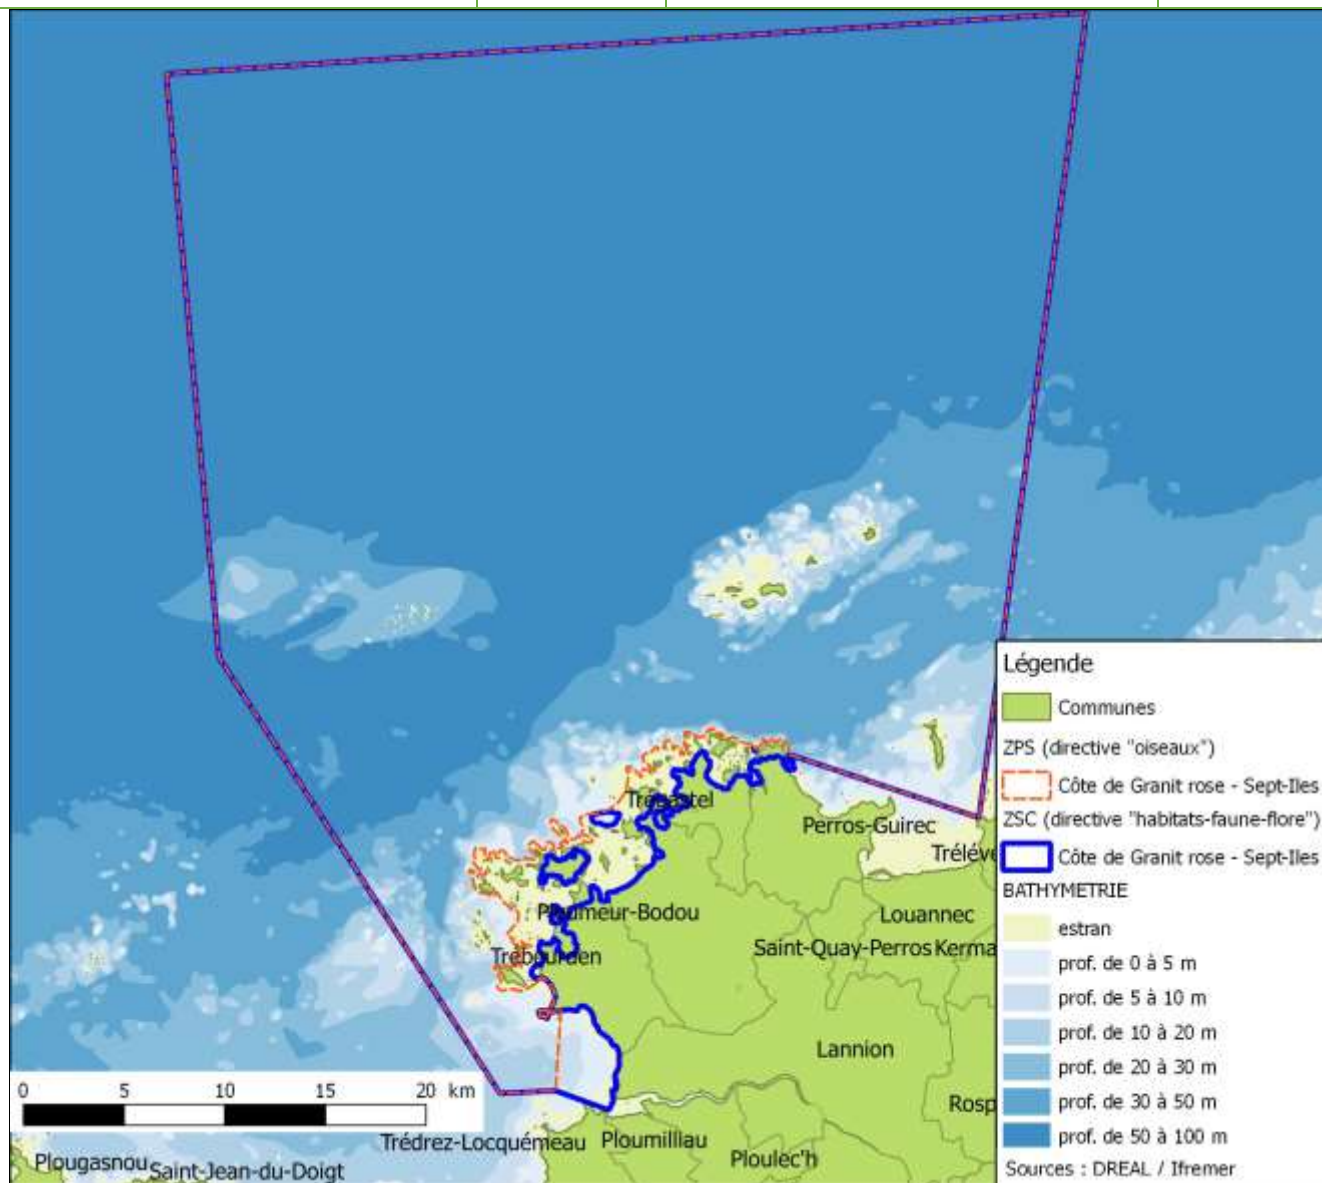 Trébastel
Perros-Guirec
Tréléve
Pleumeur-Bodou
Louannec
Trébeurden
Saint-Quay-Perros
Kerma
Lannion
Rosp
Trédrez-Locquémeau
Ploumilliau
Ploulec'h
Plougasnou
Saint-Jean-du-Doigt
0 5 10 15 20 km
Légende
Communes
ZPS (directive "oiseaux")
Côte de Granit rose - Sept-Iles
ZSC (directive "habitats-faune-flore")
Côte de Granit rose - Sept-Iles
BATHYMETRIE
estran
prof. de 0 à 5 m
prof. de 5 à 10 m
prof. de 10 à 20 m
prof. de 20 à 30 m
prof. de 30 à 50 m
prof. de 50 à 100 m
Sources : DREAL / Ifremer